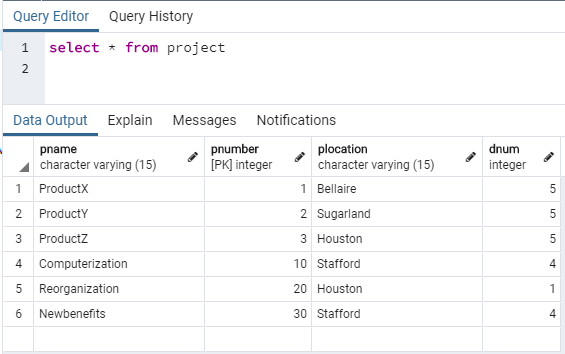 Query Editor Query History
1 select * from project
2
Data Output Explain Messages Notifications
pname pnumber plocation dnum
character varying (15) [PK] integer character varying (15) integer
1 ProductX 1 Bellaire 5
2 ProductY 2 Sugarland 5
3 ProductZ 3 Houston 5
4 Computerization 10 Stafford 4
5 Reorganization 20 Houston 1
6 Newbenefits 30 Stafford 4